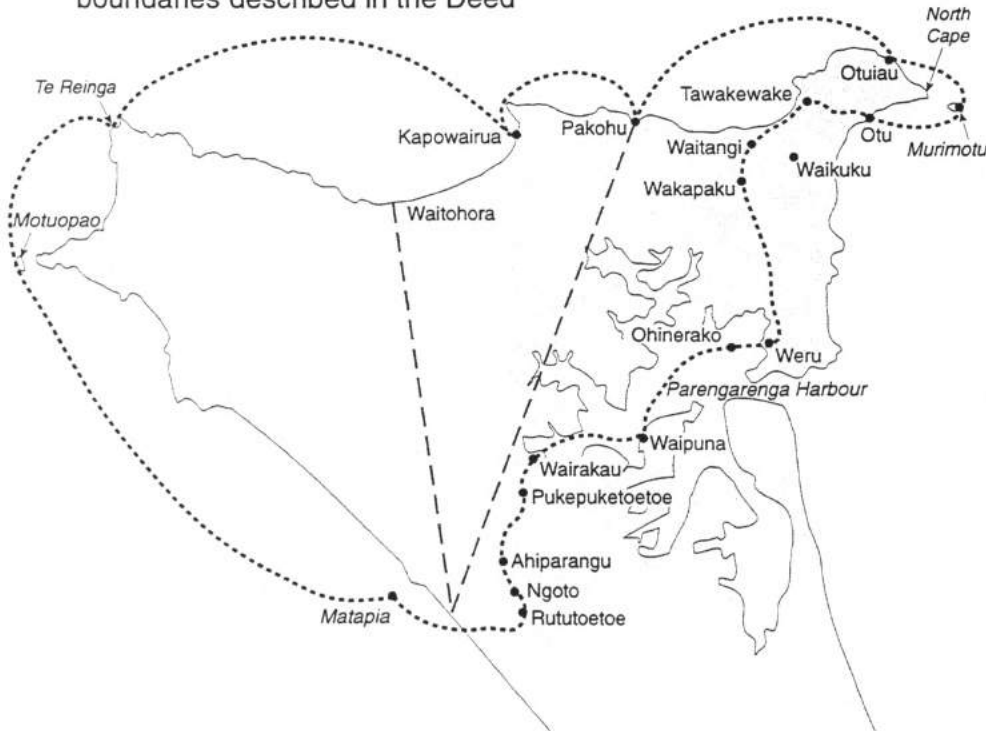 boundaries described in the Deed
North
Cape
Otuiau
Te Reinga
Tawakewake
Kapowairua
Pakohu
Otu
Murimotu
Waitangi
Waikuku
Wakapaku
Waitohora
Motuopao
Ohinerako
Weru
Parengarenga Harbour
Waipuna
Wairakau
Pukepuketoetoe
Ahiparangu
Ngoto
Matapia
Rututoetoe